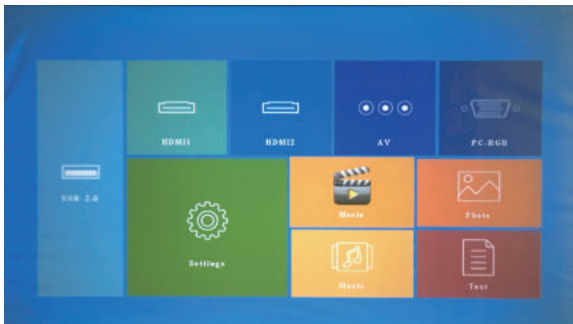 HDMI1
HDMI2
AV
PC-RGB
USB 2.0
Movie
Photo
Settings
Music
Text